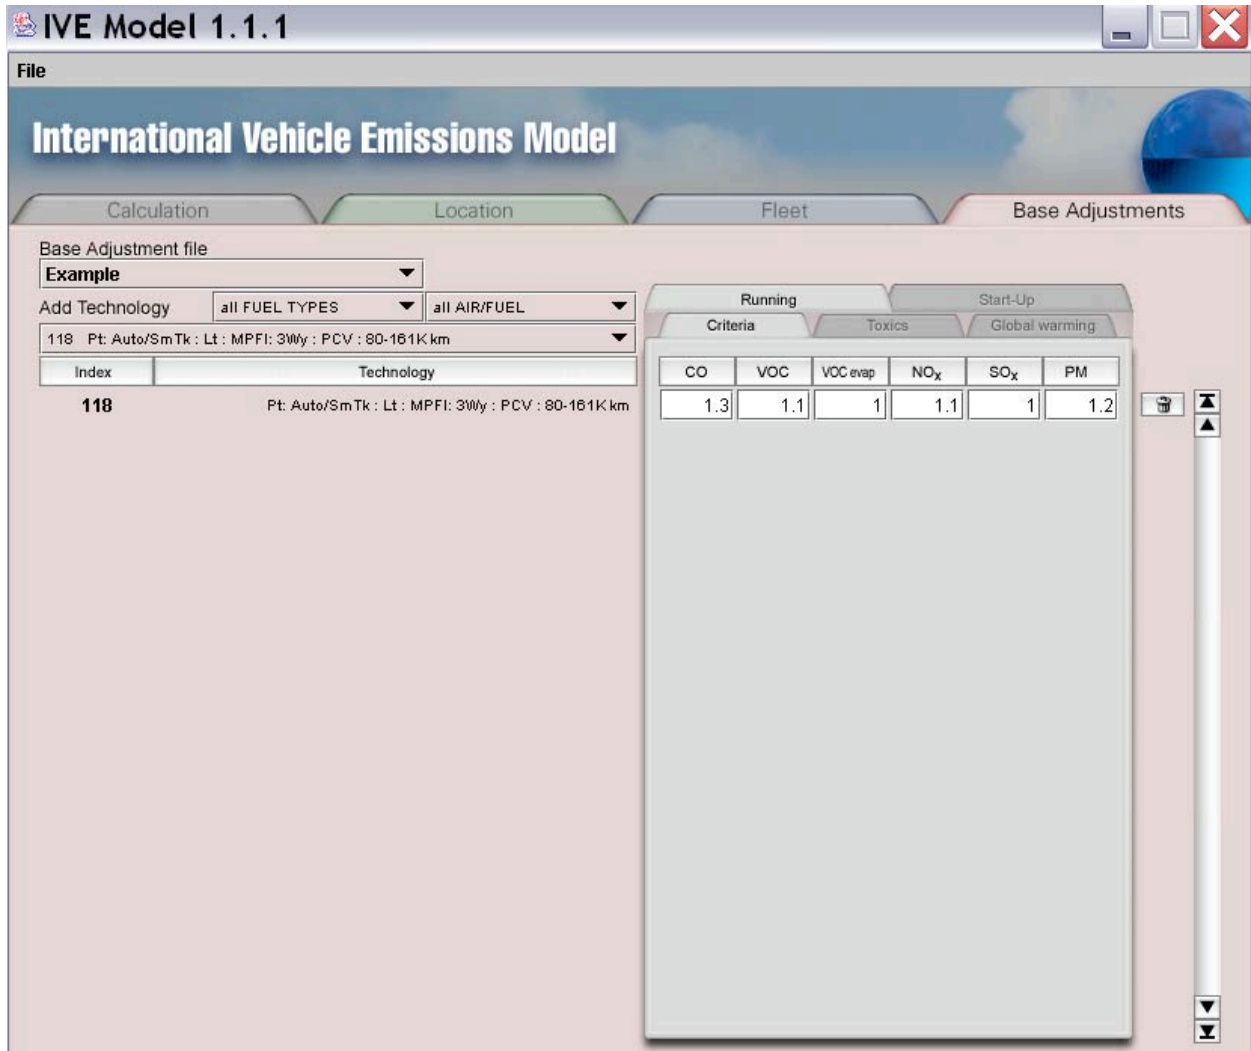 IVE Model 1.1.1
File
International Vehicle Emissions Model
Calculation Location Fleet Base Adjustments
Base Adjustment file
Example
Add Technology all FUEL TYPES all AIR/FUEL
118 Pt: Auto/SmTk : Lt : MPFI: 3Wy : PCV : 80-161K km
Running Start-Up
Criteria Toxics Global warming
Index Technology CO VOC VOC evap NOx SOx PM
118 Pt: Auto/SmTk : Lt : MPFI: 3Wy : PCV : 80-161K km 1.3 1.1 1 1.1 1 1.2